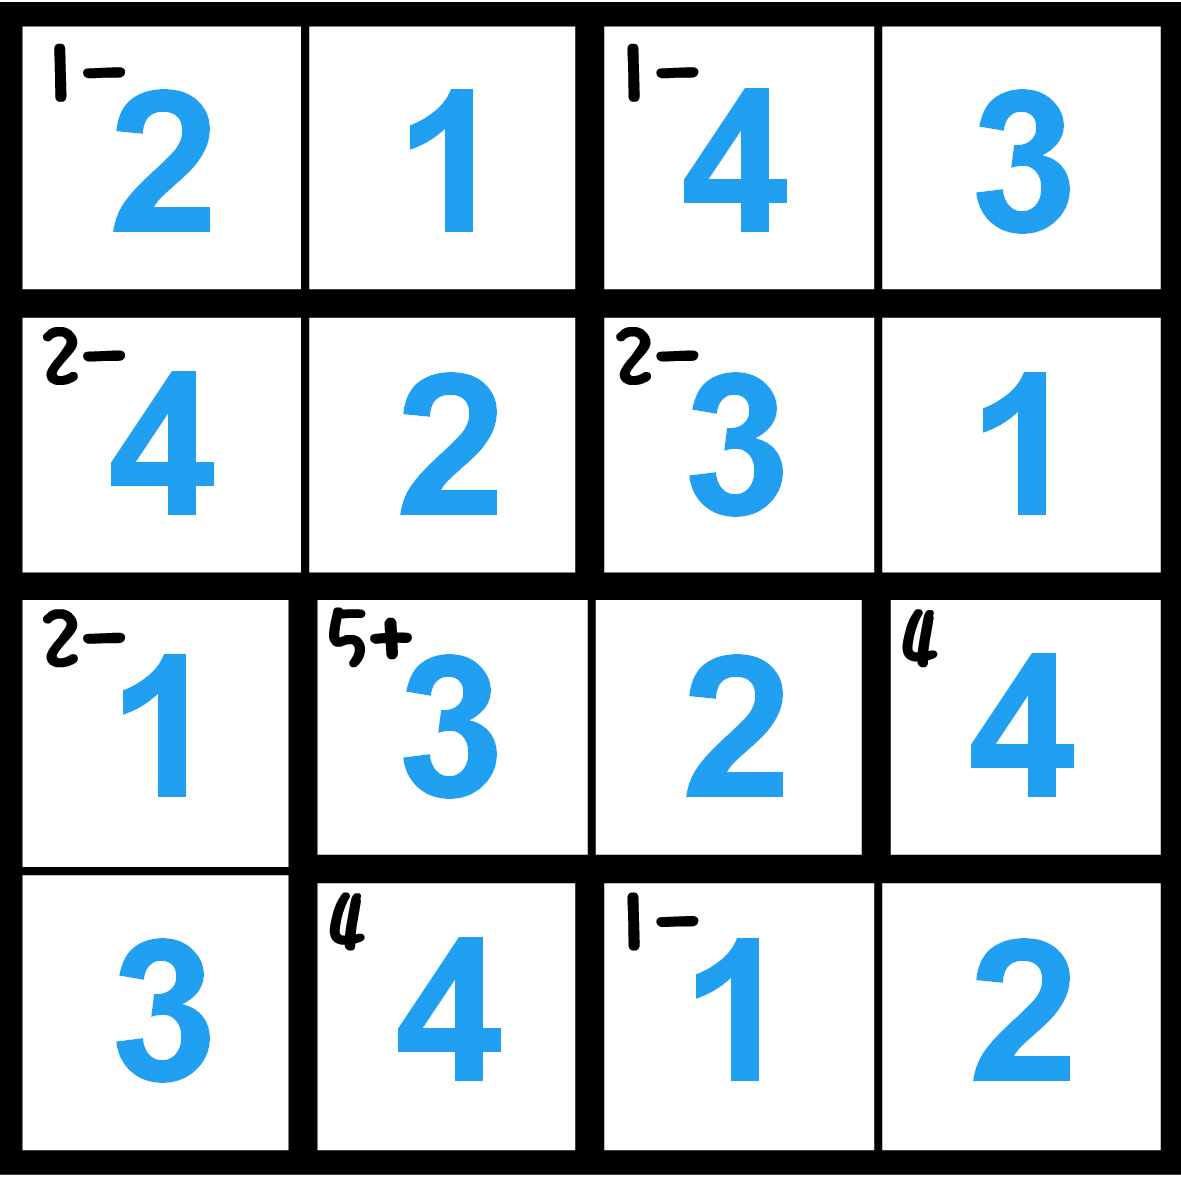 1- 1-
2 1 4 3
2- 2-
4 2 3 1
2- 5+ 4
1 3 2 4
4 1-
3 4 1 2